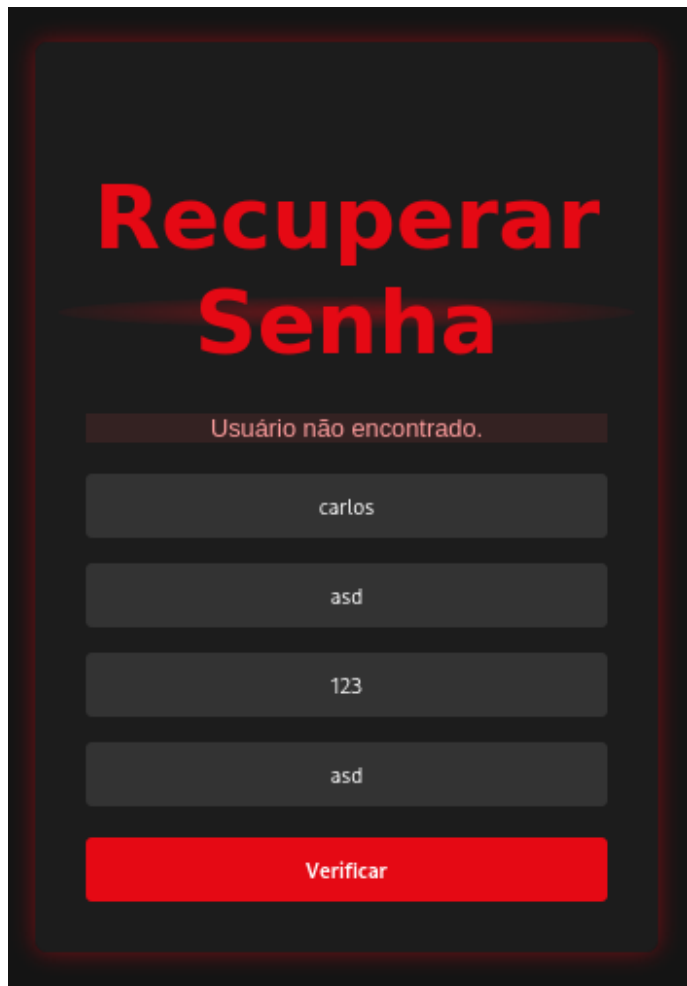 Recuperar
Senha
Usuário não encontrado.
carlos
asd
123
asd
Verificar